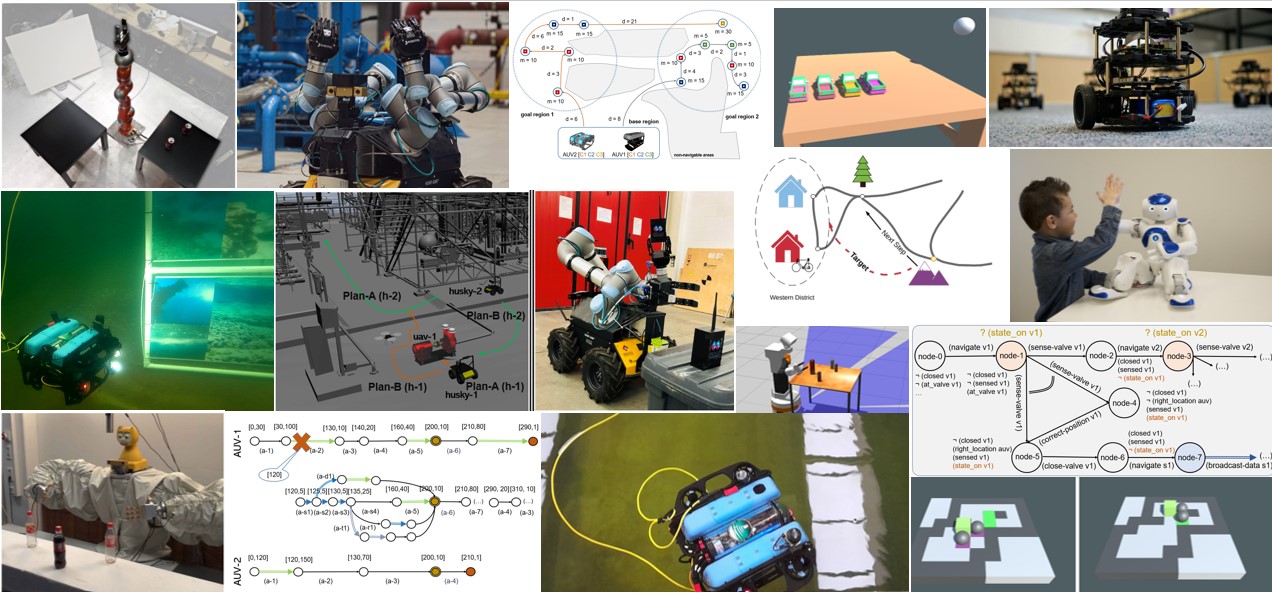 d = 1
d = 21
d = 6
m = 15
m = 15
m = 30
m = 5
m = 5
d = 2
d = 3
d = 2
d = 1
m = 10
m = 10
m = 10
m = 10
d = 3
d = 4
d = 3
m = 15
m = 15
m = 10
goal region 1
d = 6
d = 8
base region
goal region 2
AUV2 [C1 C2 C3]
AUV1 [C1 C2 C3]
non-navigable areas
Next Step
Target
Western District
Plan-A (h-2)
husky-2
Plan-B (h-2)
uav-1
Plan-B (h-1)
Plan-A (h-1)
husky-1
? (state_on v1)
? (state_on v2)
node-0
(navigate v1)
node-1
(sense-valve v1)
node-2
(navigate v2)
node-3
(sense-valve v2)
(...)
¬ (closed v1)
¬ (at_valve v1)
...
¬ (closed v1)
¬ (sensed v1)
¬ (state_on v1)
(closed v1)
(sensed v1)
¬ (state_on v1)
(...)
(...)
(sense-valve v1)
(sense-valve v1)
node-4
¬ (closed v1)
¬ (right_location auv)
(sensed v1)
(state_on v1)
(correct-position v1)
¬ (closed v1)
(right_location auv)
(sensed v1)
(state_on v1)
node-5
(close-valve v1)
node-6
(closed v1)
(sensed v1)
¬ (state_on v1)
(navigate s1)
node-7
(broadcast-data s1)
(...)
AUV-1
[0,30]
[30,100]
[130,10]
[140,20]
[160,40]
[200,10]
[210,80]
[290,1]
(a-1)
(a-2)
(a-3)
(a-4)
(a-5)
(a-6)
(a-7)
[120]
(a-d1)
[120,5]
[125,5]
[130,5]
[135,25]
[160,40]
[200,10]
[210,80]
(...)
[290, 20]
[310, 10]
(a-s1)
(a-s2)
(a-s3)
(a-s4)
(a-5)
(a-6)
(a-7)
(a-4)
(...)
(a-3)
(a-t1)
(a-r1)
AUV-2
[0,120]
[120,150]
[130,70]
[200,10]
[210,1]
(a-1)
(a-2)
(a-3)
(a-4)